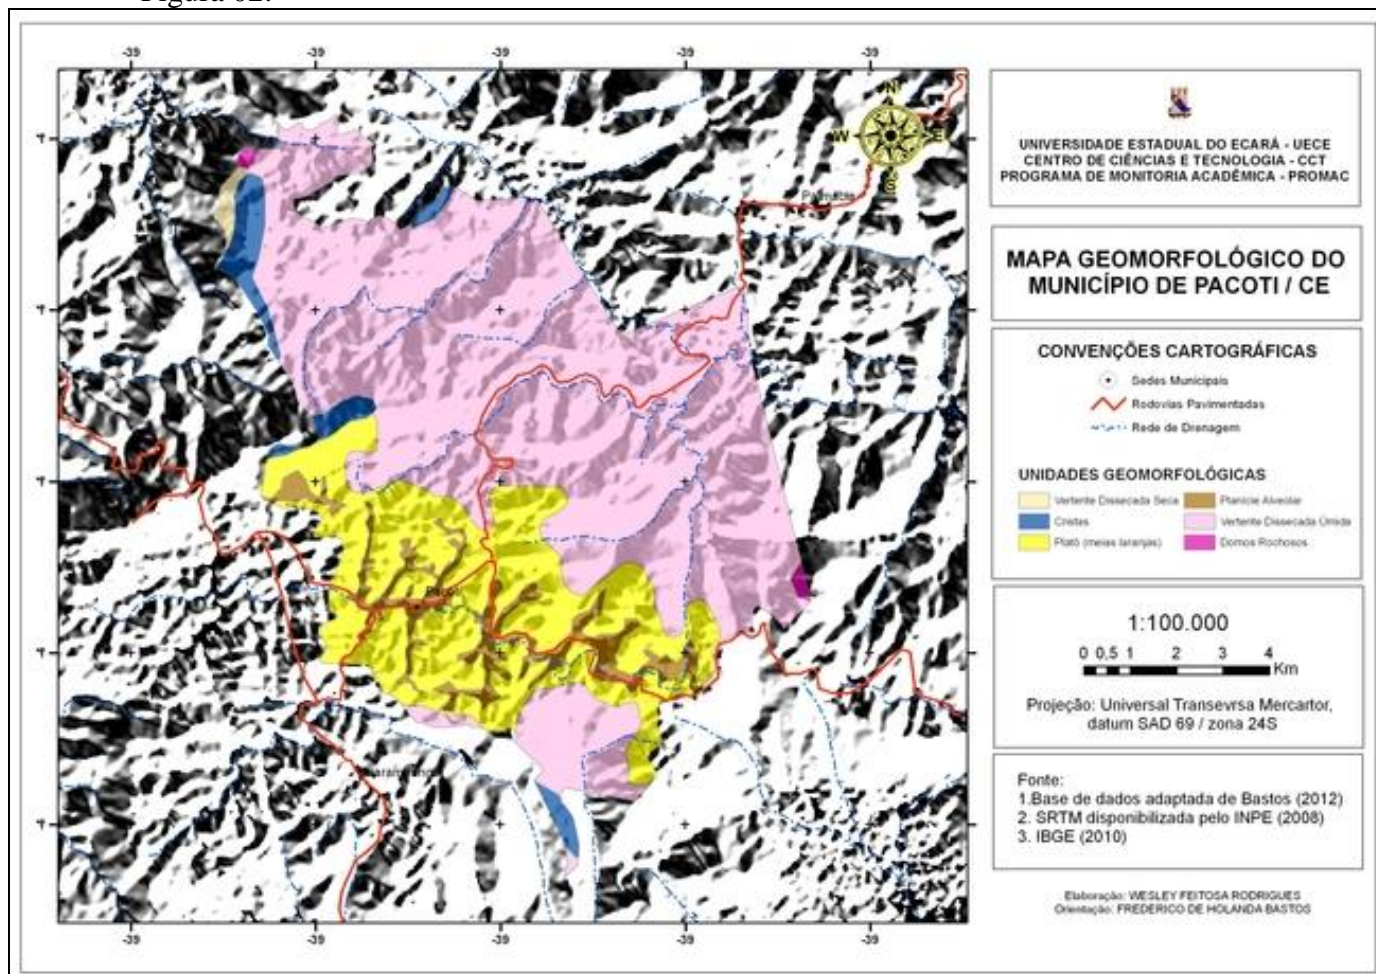 Figura 02:
-39 -39 -39 -39 -39
N
W E
S
Pacoti
UNIVERSIDADE ESTADUAL DO ECARÁ - UECE
CENTRO DE CIÊNCIAS E TECNOLOGIA - CCT
PROGRAMA DE MONITORIA ACADÊMICA - PROMAC
MAPA GEOMORFOLÓGICO DO
MUNICÍPIO DE PACOTI / CE
CONVENÇÕES CARTOGRÁFICAS
Sedes Municipais
Rodovias Pavimentadas
Rede de Drenagem
UNIDADES GEOMORFOLÓGICAS
Vertente Dissecada Seca Planície Alveolar
Cristas Vertente Dissecada Úmida
Platô (meias laranjas) Domos Rochosos
1:100.000
0 0,5 1 2 3 4
Km
Projeção: Universal Transevrsa Mercartor,
datum SAD 69 / zona 24S
Fonte:
1.Base de dados adaptada de Bastos (2012)
2. SRTM disponibilizada pelo INPE (2008)
3. IBGE (2010)
Elaboração: WESLEY FEITOSA RODRIGUES
Orientação: FREDERICO DE HOLANDA BASTOS
-39 -39 -39 -39 -39